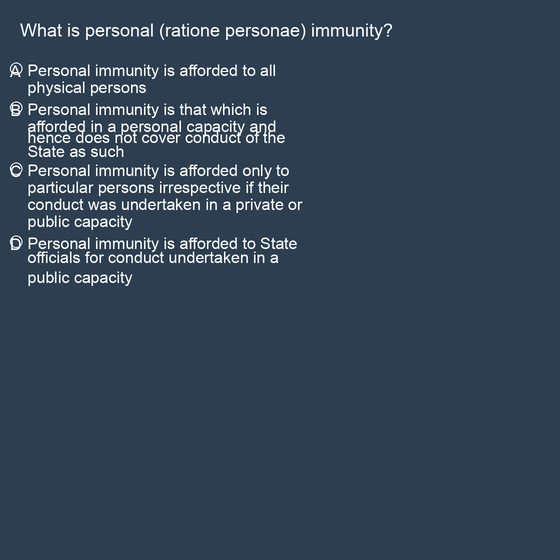 What is personal (ratione personae) immunity?
A Personal immunity is afforded to all
physical persons
B Personal immunity is that which is
afforded in a personal capacity and
hence does not cover conduct of the
State as such
C Personal immunity is afforded only to
particular persons irrespective if their
conduct was undertaken in a private or
public capacity
D Personal immunity is afforded to State
officials for conduct undertaken in a
public capacity